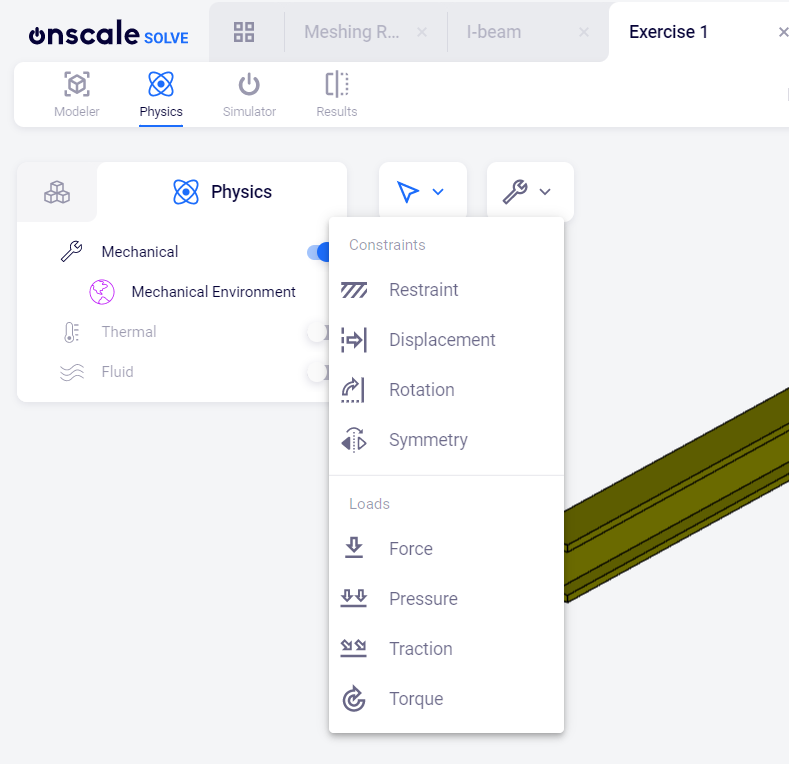 onscale SOLVE
Meshing R...
I-beam
Exercise 1
Modeler
Physics
Simulator
Results
Physics
Mechanical
Mechanical Environment
Thermal
Fluid
Constraints
Restraint
Displacement
Rotation
Symmetry
Loads
Force
Pressure
Traction
Torque